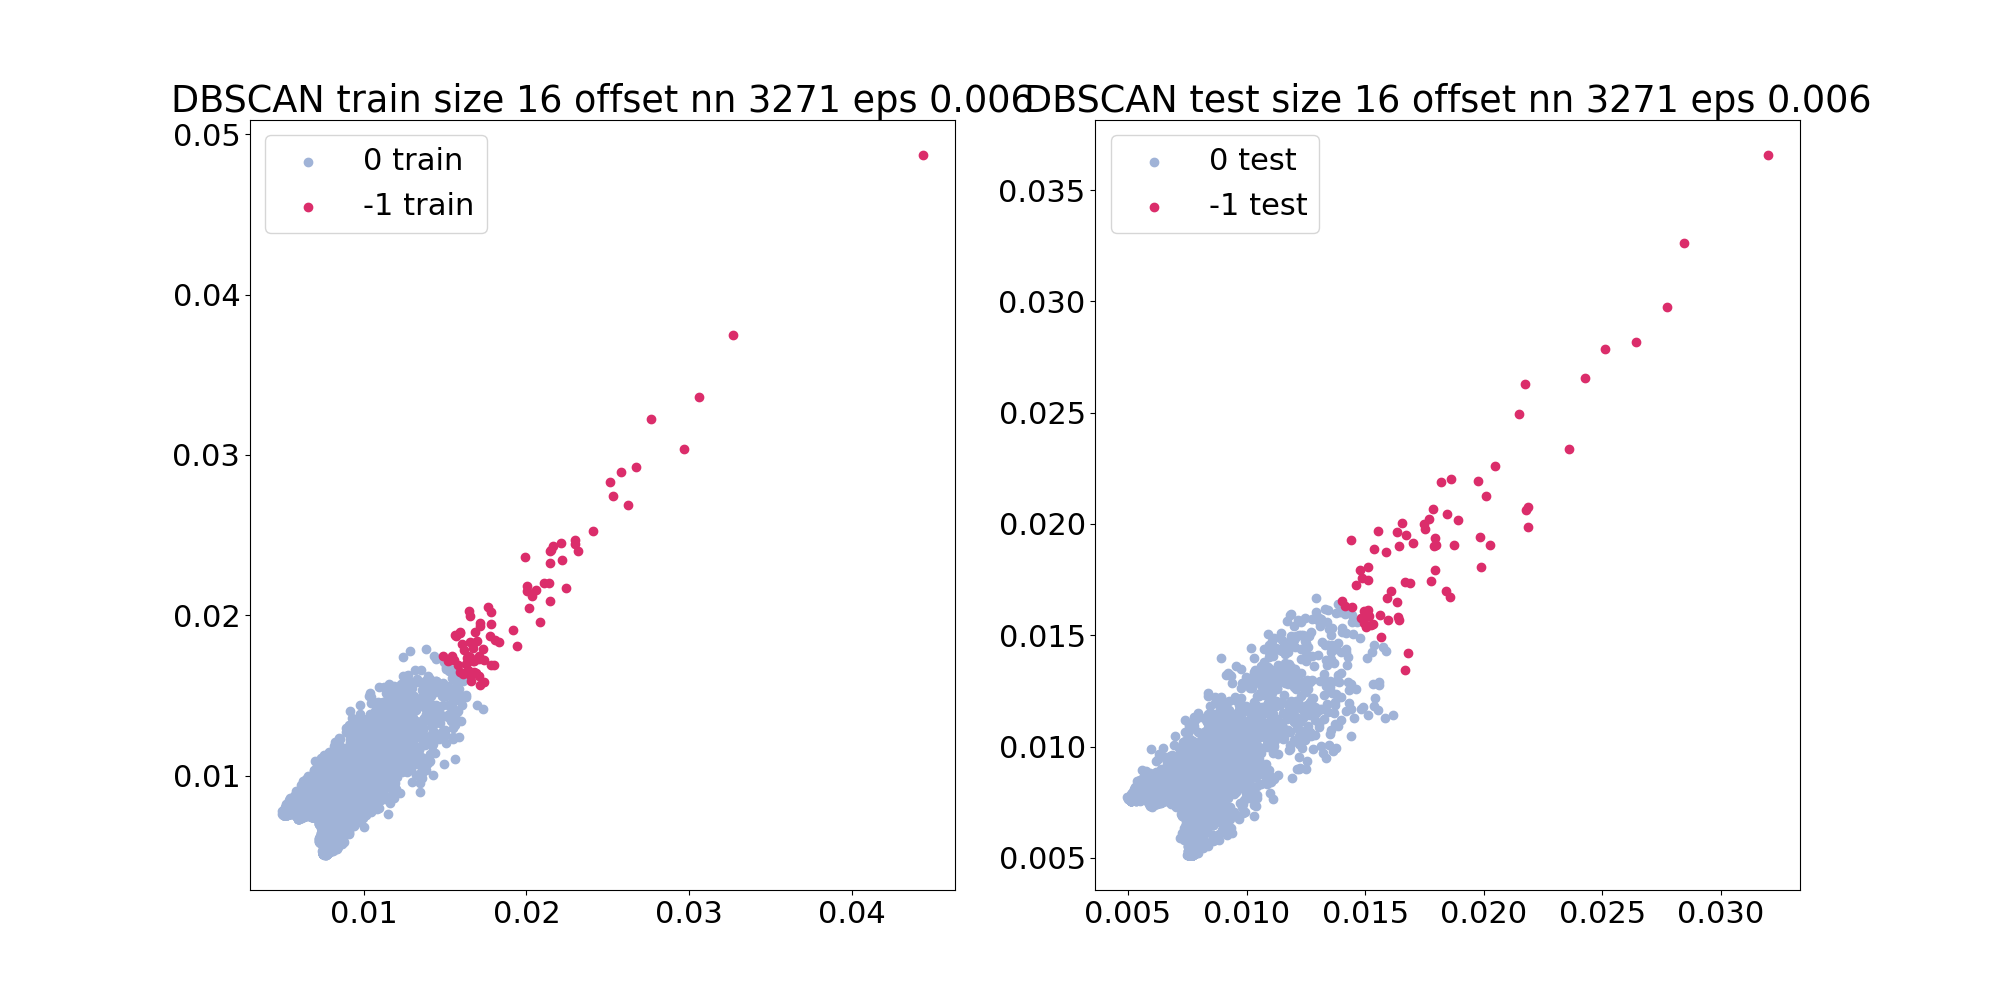 DBSCAN train size 16 offset nn 3271 eps 0.006
0 train
-1 train
0.05
0.04
0.03
0.02
0.01
0.01 0.02 0.03 0.04
DBSCAN test size 16 offset nn 3271 eps 0.006
0 test
-1 test
0.035
0.030
0.025
0.020
0.015
0.010
0.005
0.005 0.010 0.015 0.020 0.025 0.030